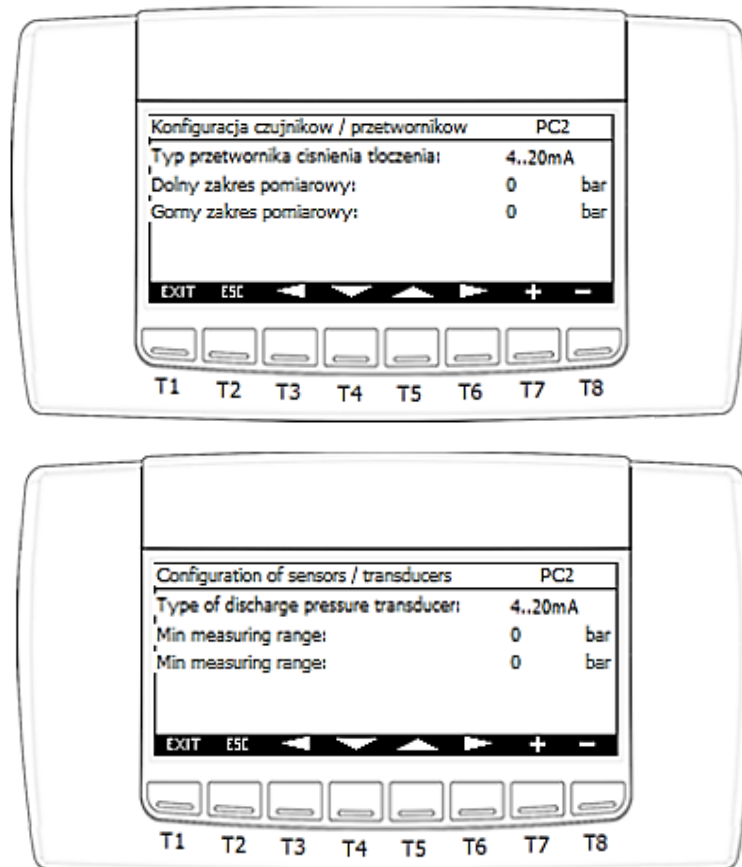 Konfiguracja czujnikow / przetwornikow PC2
Typ przetwornika cisnienia tloczenia: 4..20mA
Dolny zakres pomiarowy: 0 bar
Gorny zakres pomiarowy: 0 bar
EXIT ESC ◄ ▼ ▲ ► + -
T1 T2 T3 T4 T5 T6 T7 T8
Configuration of sensors / transducers PC2
Type of discharge pressure transducer: 4..20mA
Min measuring range: 0 bar
Min measuring range: 0 bar
EXIT ESC ◄ ▼ ▲ ► + -
T1 T2 T3 T4 T5 T6 T7 T8